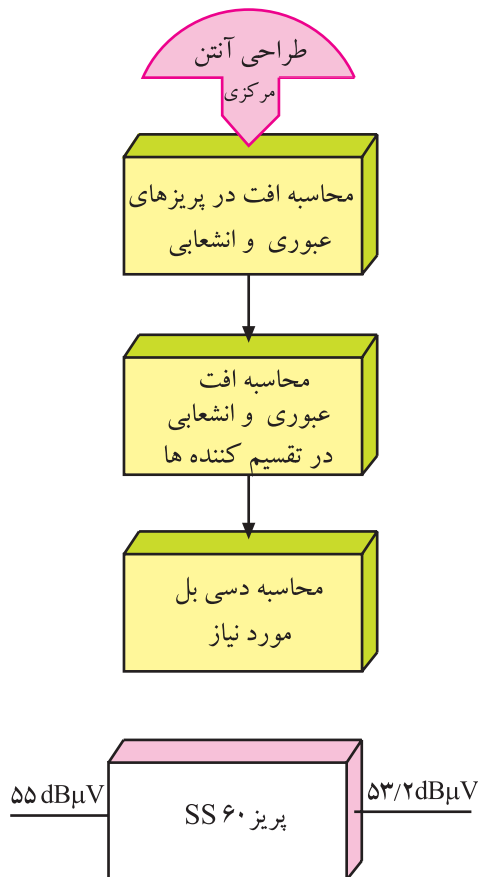 طراحی آنتن
مرکزی
محاسبه افت در پریزهای
عبوری و انشعابی
محاسبه افت
عبوری و انشعابی
در تقسیم کننده ها
محاسبه دسی بل
مورد نیاز
۵۵ dBμV
پریز SS ۶۰
۵۳/۲dBμV